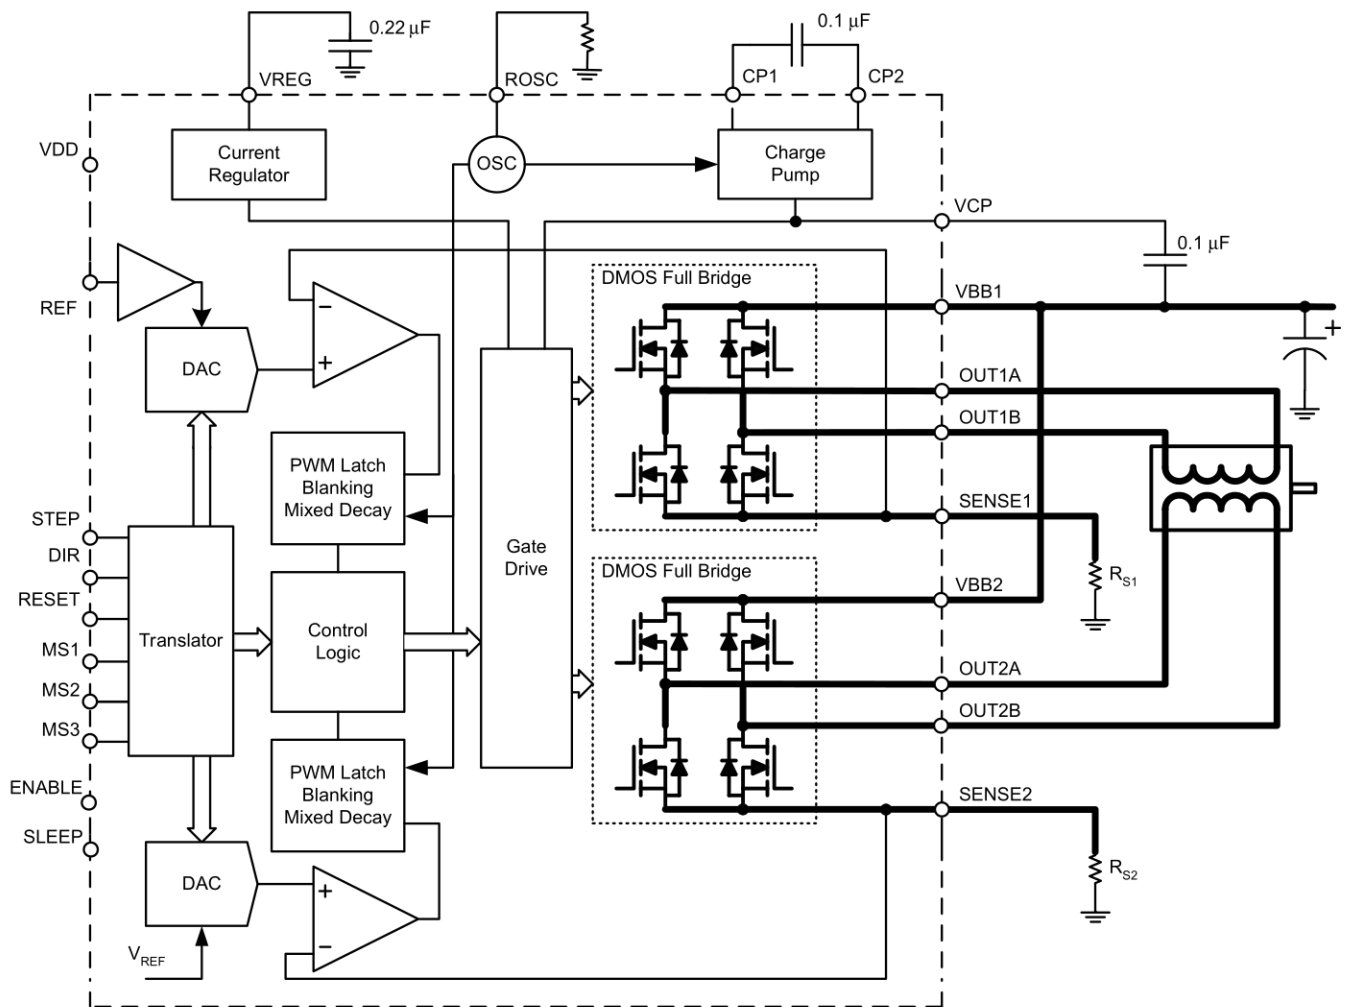 0.22 µF
0.1 µF
VREG
ROSC
CP1
CP2
VDD
Current
Regulator
OSC
Charge
Pump
VCP
0.1 µF
REF
DMOS Full Bridge
VBB1
−
+
+
DAC
OUT1A
OUT1B
PWM Latch
Blanking
Mixed Decay
SENSE1
STEP
DIR
RESET
MS1
MS2
MS3
Translator
Control
Logic
Gate
Drive
DMOS Full Bridge
RS1
VBB2
OUT2A
OUT2B
PWM Latch
Blanking
Mixed Decay
ENABLE
SLEEP
SENSE2
DAC
+
−
RS2
VREF